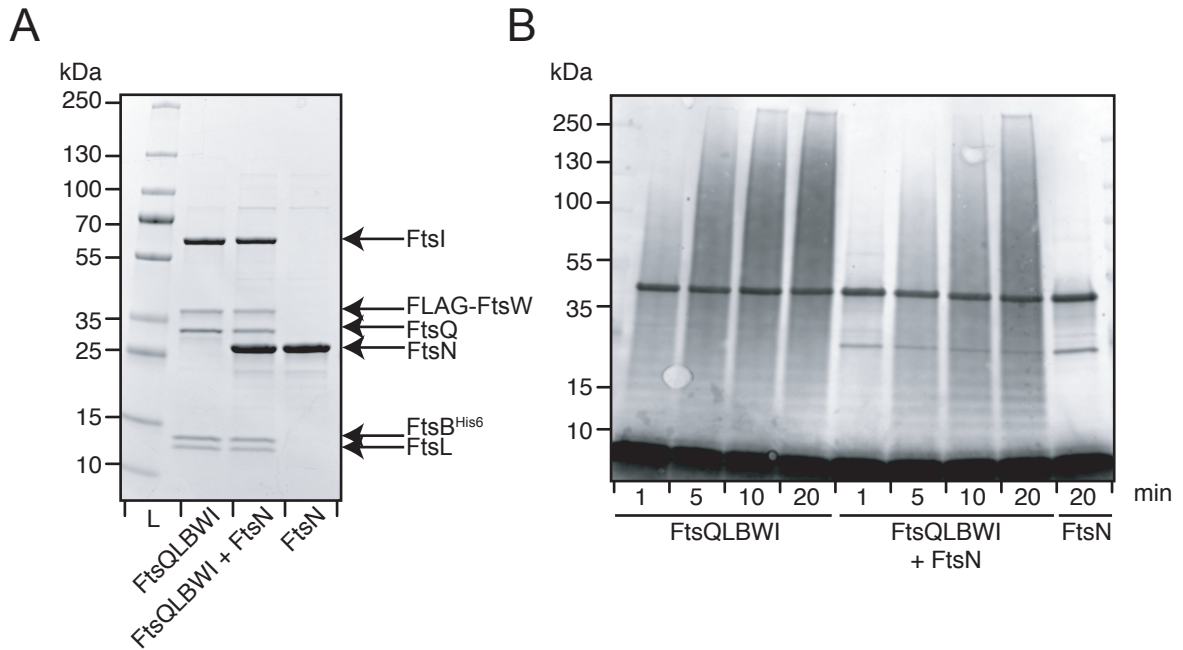 A
kDa
250
130
100
70
55
35
25
15
10
FtsI
FLAG-FtsW
FtsQ
FtsN
FtsBHis6
FtsL
L
FtsQLBWI
FtsQLBWI + FtsN
FtsN
B
kDa
250
130
100
55
35
15
10
1 5 10 20 1 5 10 20 20 min
FtsQLBWI FtsQLBWI FtsN
+ FtsN